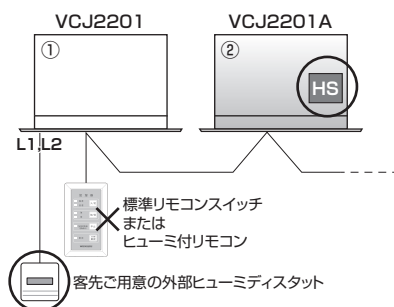 VCJ2201
VCJ2201A
①
②
HS
L1,L2
標準リモコンスイッチ
または
ヒューミ付リモコン
客先ご用意の外部ヒューミディスタット